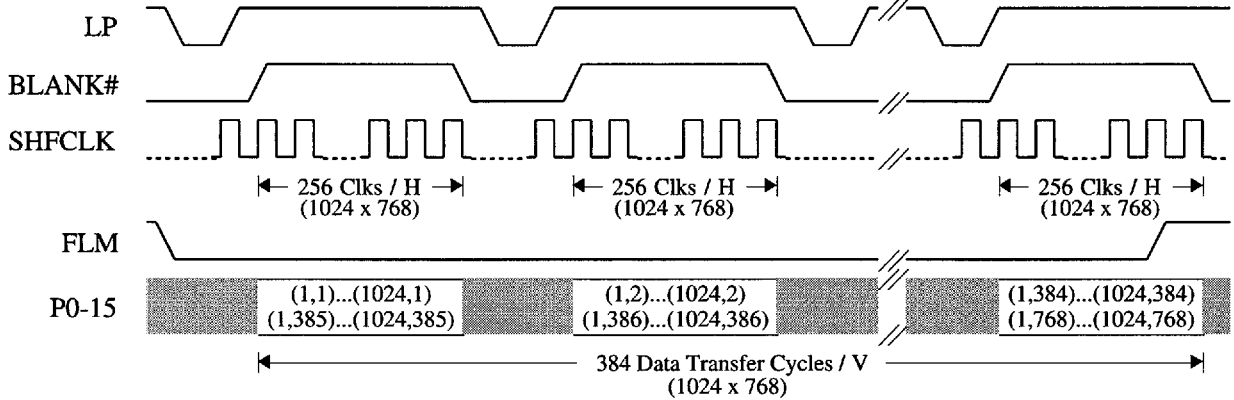 LP
BLANK#
SHFCLK
256 Clks / H
(1024 x 768)
256 Clks / H
(1024 x 768)
256 Clks / H
(1024 x 768)
FLM
P0-15
(1,1)...(1024,1)
(1,385)...(1024,385)
(1,2)...(1024,2)
(1,386)...(1024,386)
(1,384)...(1024,384)
(1,768)...(1024,768)
384 Data Transfer Cycles / V
(1024 x 768)